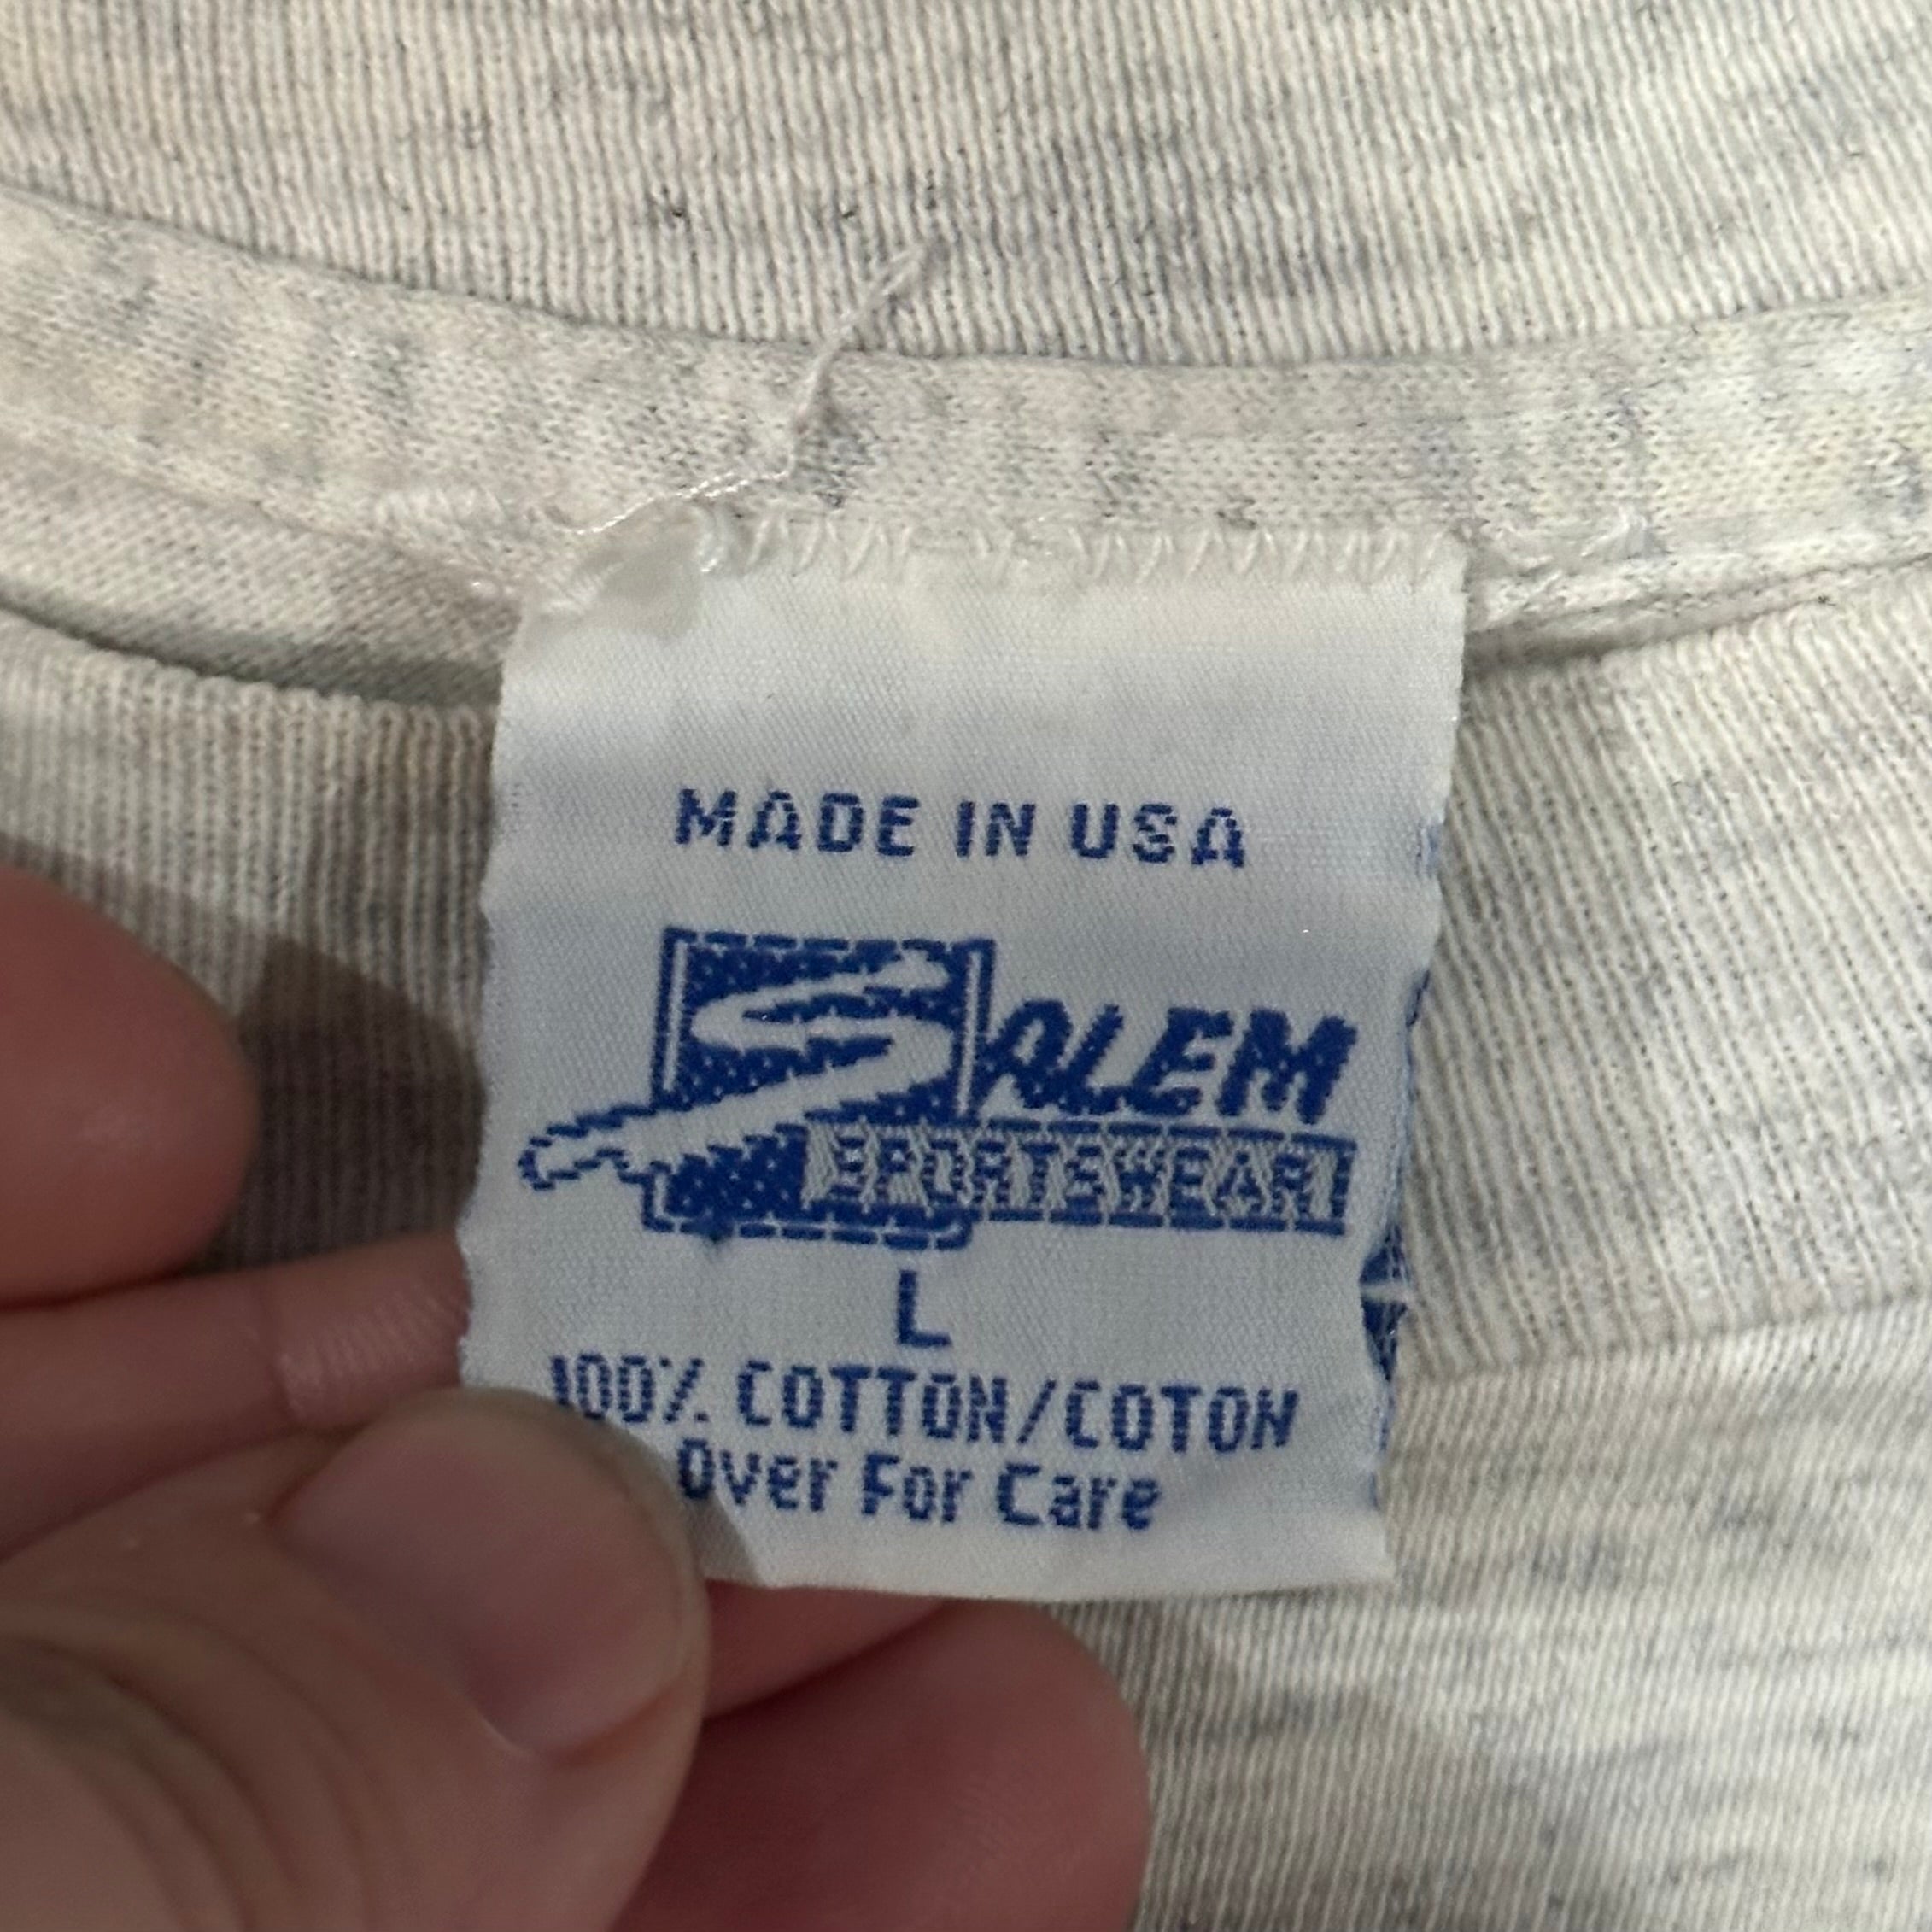 MADE IN USA
SALEM
SPORTSWEAR
L
100% COTTON/COTON
Over For Care